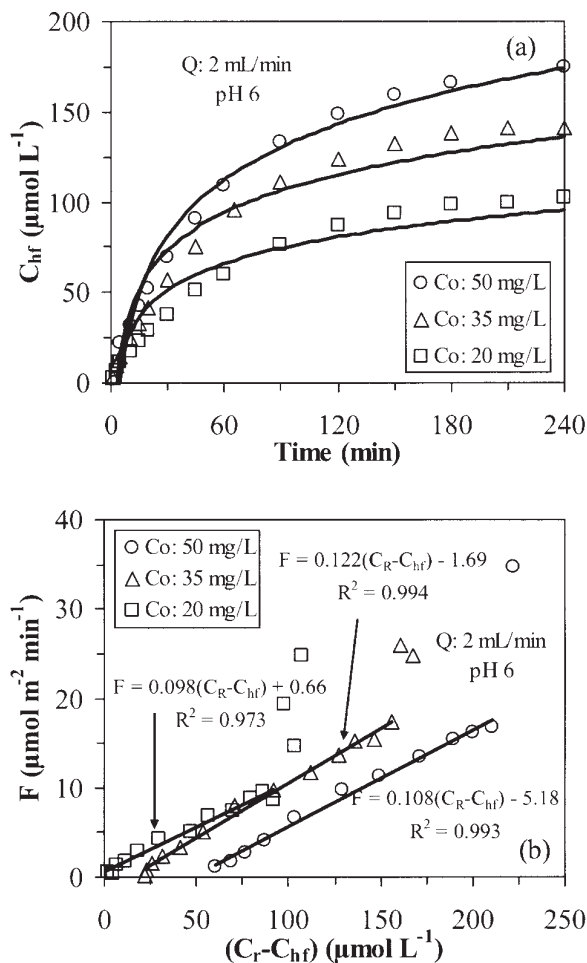 200
(a)
Q: 2 mL/min
pH 6
150
100
50
0
C_hf (µmol L⁻¹)
Co: 50 mg/L
Co: 35 mg/L
Co: 20 mg/L
0 60 120 180 240
Time (min)
40
Co: 50 mg/L
Co: 35 mg/L
Co: 20 mg/L
F = 0.122(C_R-C_hf) - 1.69
R² = 0.994
30
Q: 2 mL/min
pH 6
F = 0.098(C_R-C_hf) + 0.66
R² = 0.973
20
10
F = 0.108(C_R-C_hf) - 5.18
R² = 0.993
(b)
0
F (µmol m⁻² min⁻¹)
0 50 100 150 200 250
(C_r-C_hf) (µmol L⁻¹)